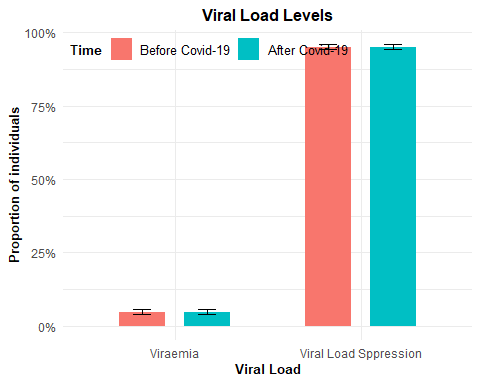 Viral Load Levels
Time Before Covid-19 After Covid-19
100%
75%
50%
25%
0%
Proportion of individuals
Viraemia Viral Load Sppression
Viral Load